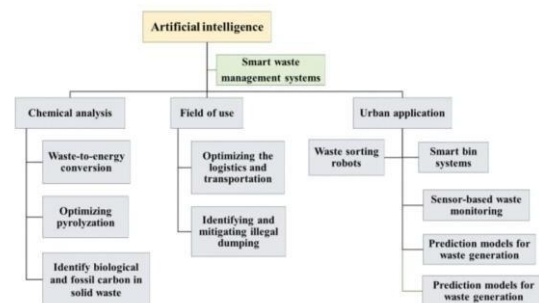 Artificial intelligence
Smart waste
management systems
Chemical analysis
Field of use
Urban application
Waste-to-energy
conversion
Optimizing
pyrolyzation
Identify biological
and fossil carbon in
solid waste
Optimizing the
logistics and
transportation
Identifying and
mitigating illegal
dumping
Waste sorting
robots
Smart bin
systems
Sensor-based waste
monitoring
Prediction models for
waste generation
Prediction models for
waste generation